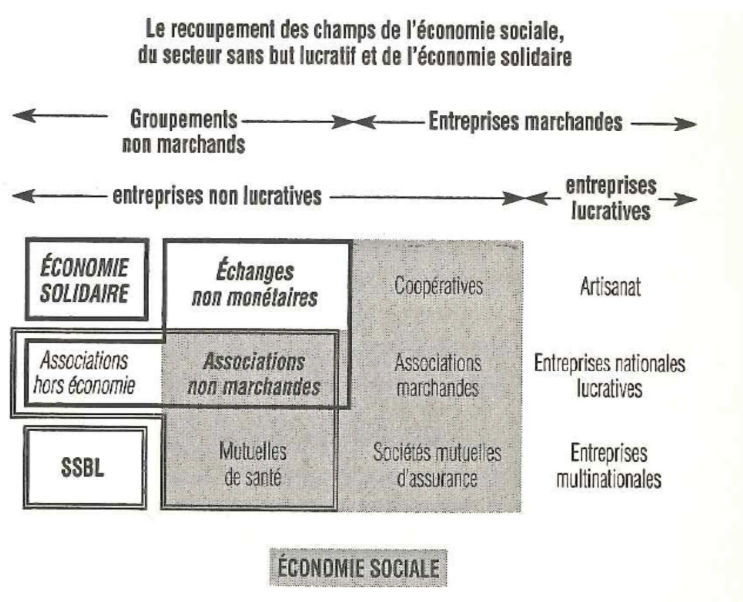 Le recoupement des champs de l'économie sociale,
du secteur sans but lucratif et de l'économie solidaire
Groupements
non marchands
Entreprises marchandes
entreprises non lucratives
entreprises
lucratives
ÉCONOMIE
SOLIDAIRE
Échanges
non monétaires
Coopératives
Artisanat
Associations
hors économie
Associations
non marchandes
Associations
marchandes
Entreprises nationales
lucratives
SSBL
Mutuelles
de santé
Sociétés mutuelles
d'assurance
Entreprises
multinationales
ÉCONOMIE SOCIALE